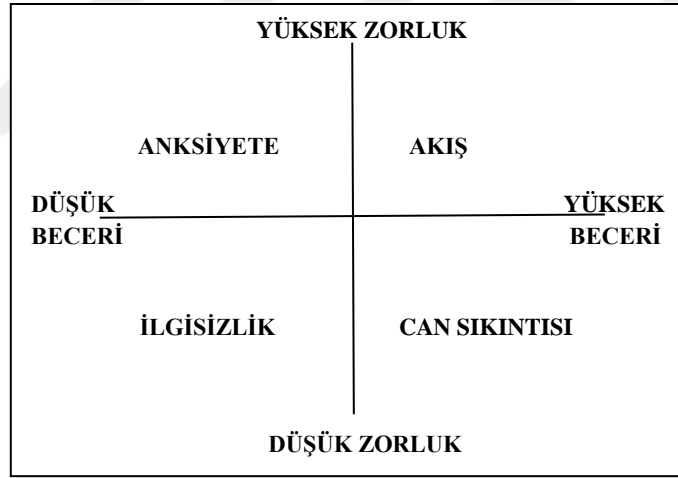 YÜKSEK ZORLUK
ANKSİYETE
AKIŞ
DÜŞÜK
BECERİ
YÜKSEK
BECERİ
İLGİSİZLİK
CAN SIKINTISI
DÜŞÜK ZORLUK